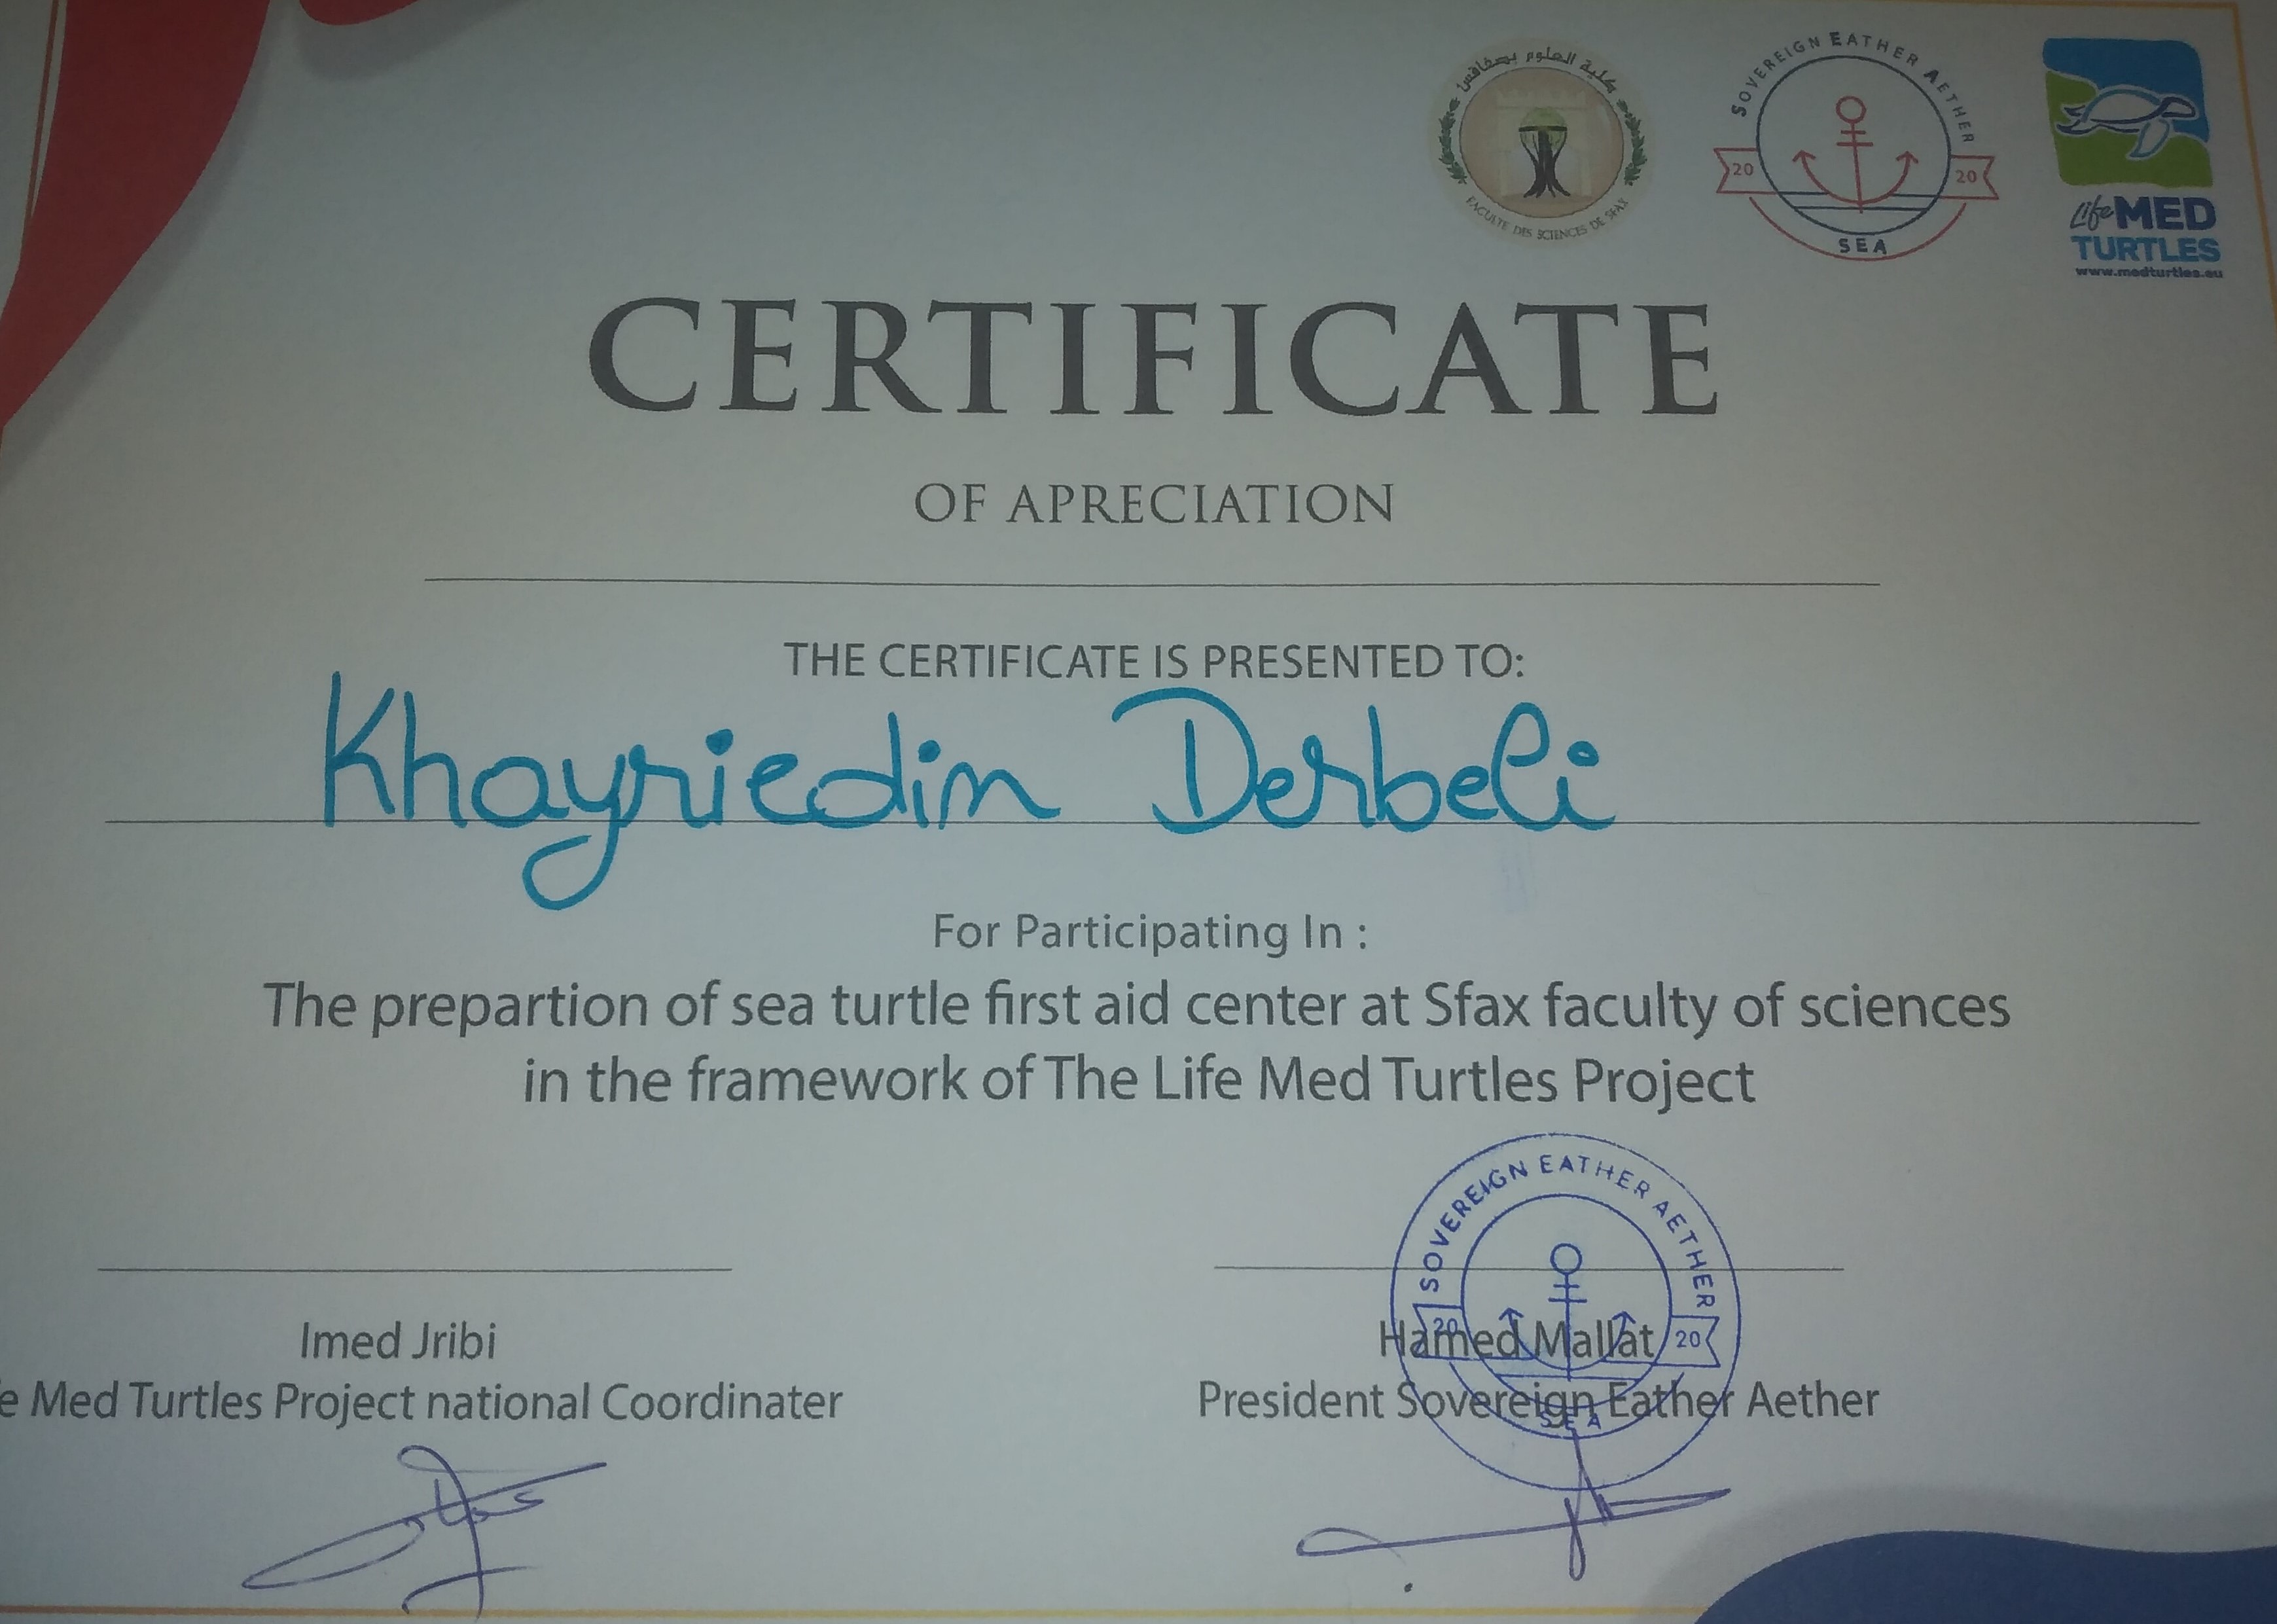 كلية العلوم بصفاقس
FACULTE DES SCIENCES DE SFAX
SOVEREIGN EATHER AETHER
20 20
SEA
Life MED
TURTLES
www.medturtles.eu
CERTIFICATE
OF APRECIATION
THE CERTIFICATE IS PRESENTED TO:
Khayriedin Derbeli
For Participating In :
The prepartion of sea turtle first aid center at Sfax faculty of sciences
in the framework of The Life Med Turtles Project
SOVEREIGN EATHER AETHER
20 20
SEA
Imed Jribi
e Med Turtles Project national Coordinater
Hamed Mallat
President Sovereign Eather Aether